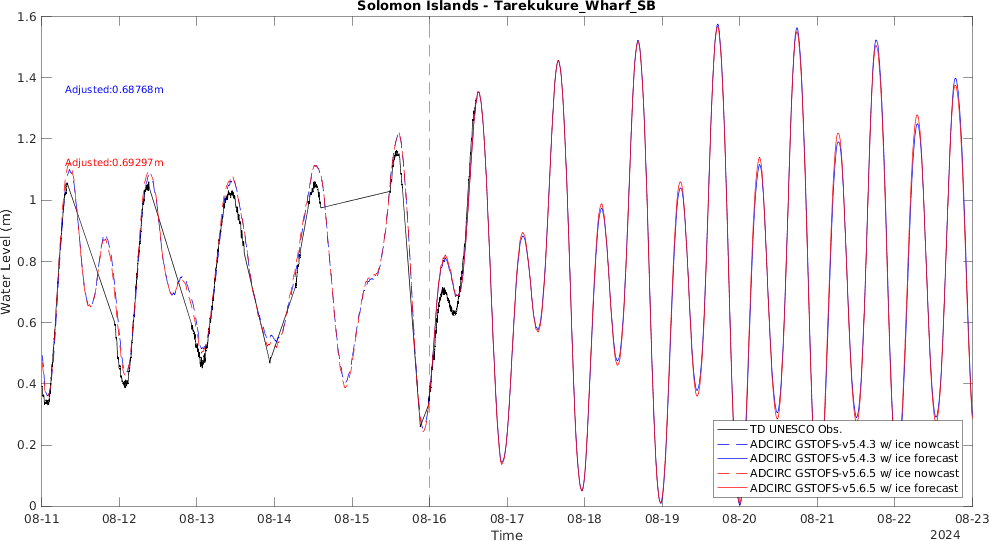 Solomon Islands - Tarekukure_Wharf_SB
1.6
1.4
1.2
1
0.8
0.6
0.4
0.2
0
Water Level (m)
Adjusted:0.68768m
Adjusted:0.69297m
TD UNESCO Obs.
ADCIRC GSTOFS-v5.4.3 w/ ice nowcast
ADCIRC GSTOFS-v5.4.3 w/ ice forecast
ADCIRC GSTOFS-v5.6.5 w/ ice nowcast
ADCIRC GSTOFS-v5.6.5 w/ ice forecast
08-11 08-12 08-13 08-14 08-15 08-16 08-17 08-18 08-19 08-20 08-21 08-22 08-23
Time
2024